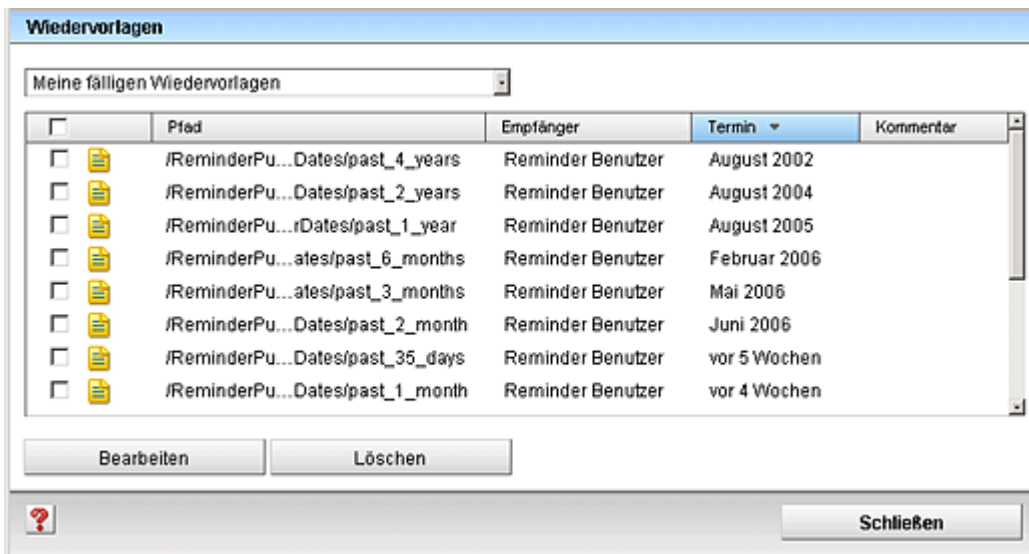 Wiedervorlagen
Meine fälligen Wiedervorlagen
Pfad Empfänger Termin Kommentar
/ReminderPu...Dates/past_4_years Reminder Benutzer August 2002
/ReminderPu...Dates/past_2_years Reminder Benutzer August 2004
/ReminderPu...rDates/past_1_year Reminder Benutzer August 2005
/ReminderPu...ates/past_6_months Reminder Benutzer Februar 2006
/ReminderPu...ates/past_3_months Reminder Benutzer Mai 2006
/ReminderPu...Dates/past_2_month Reminder Benutzer Juni 2006
/ReminderPu...Dates/past_35_days Reminder Benutzer vor 5 Wochen
/ReminderPu...Dates/past_1_month Reminder Benutzer vor 4 Wochen
Bearbeiten Löschen
? Schließen